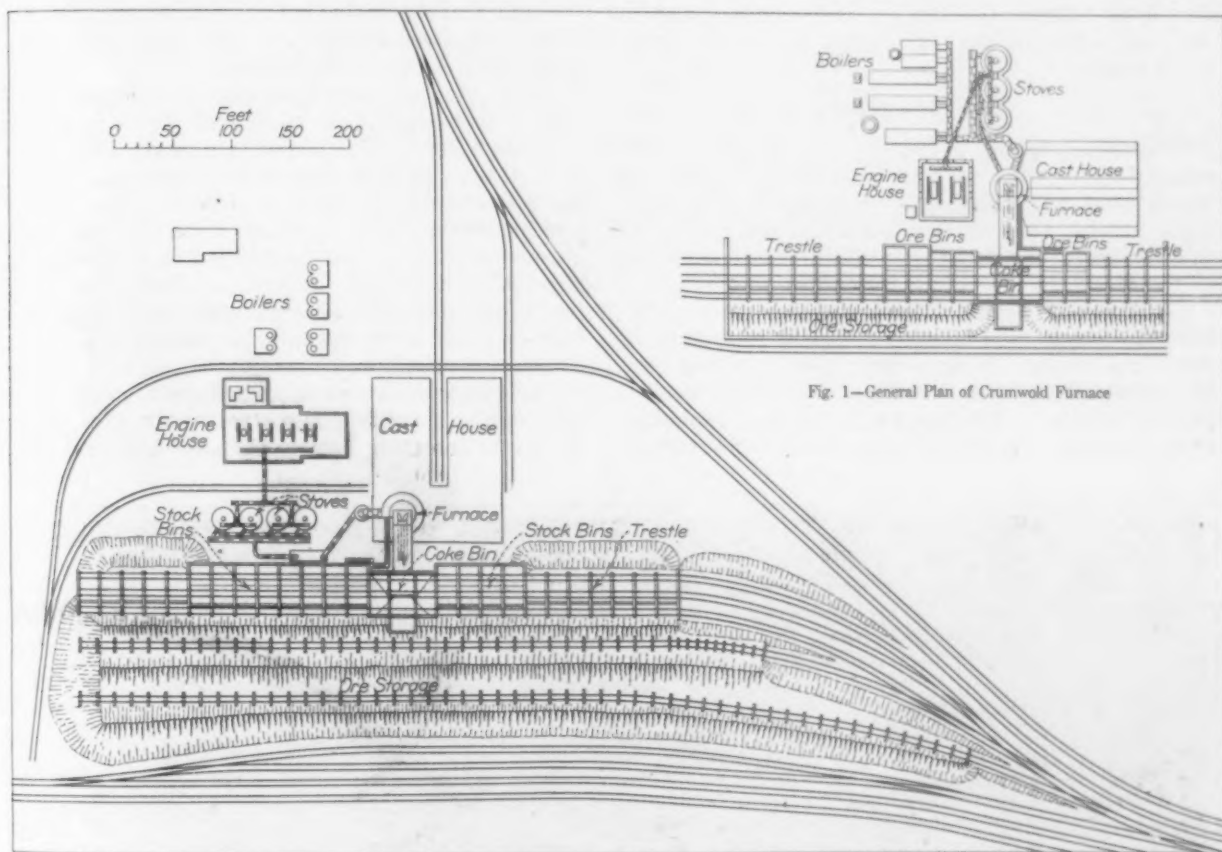 Feet
0 50 100 150 200
Boilers
Engine
House
Cast House
Stoves
Stock
Bins
Furnace
Coke Bin
Stock Bins
Trestle
Ore Storage
Boilers
Stoves
Engine
House
Cast House
Furnace
Trestle
Ore Bins
Ore Bins
Trestle
Coke
Bin
Ore Storage
Fig. 1—General Plan of Crumwold Furnace